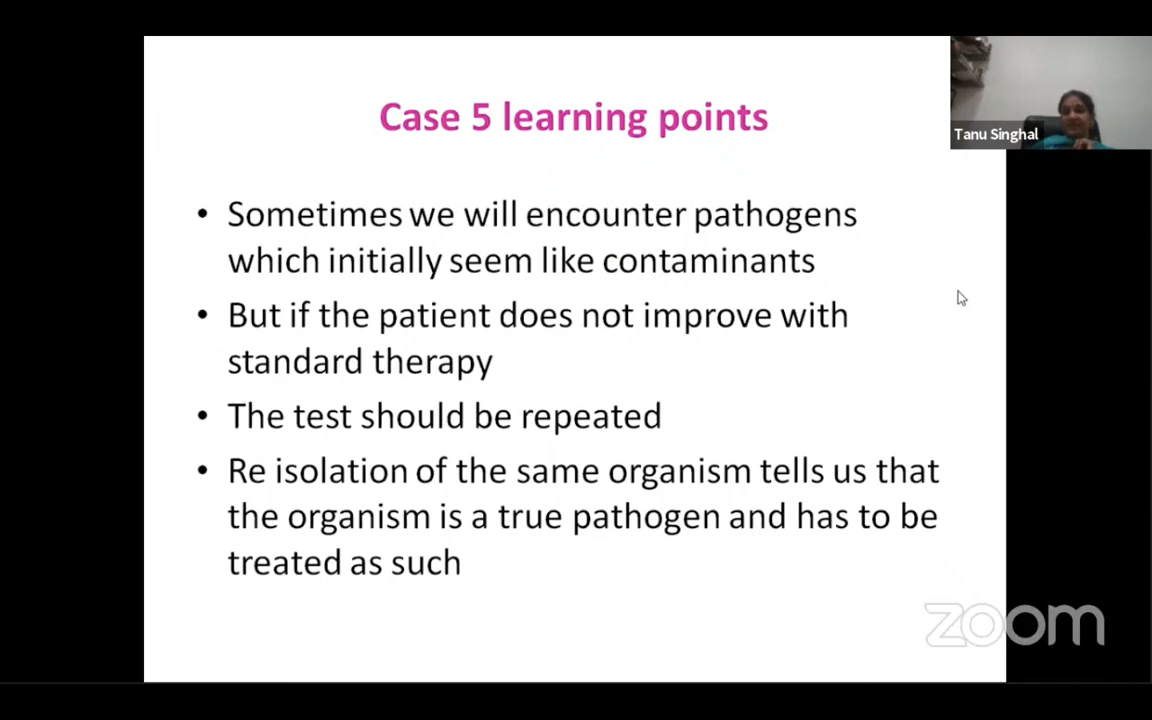 Case 5 learning points
Tanu Singhal
• Sometimes we will encounter pathogens
which initially seem like contaminants
• But if the patient does not improve with
standard therapy
• The test should be repeated
• Re isolation of the same organism tells us that
the organism is a true pathogen and has to be
treated as such
zoom